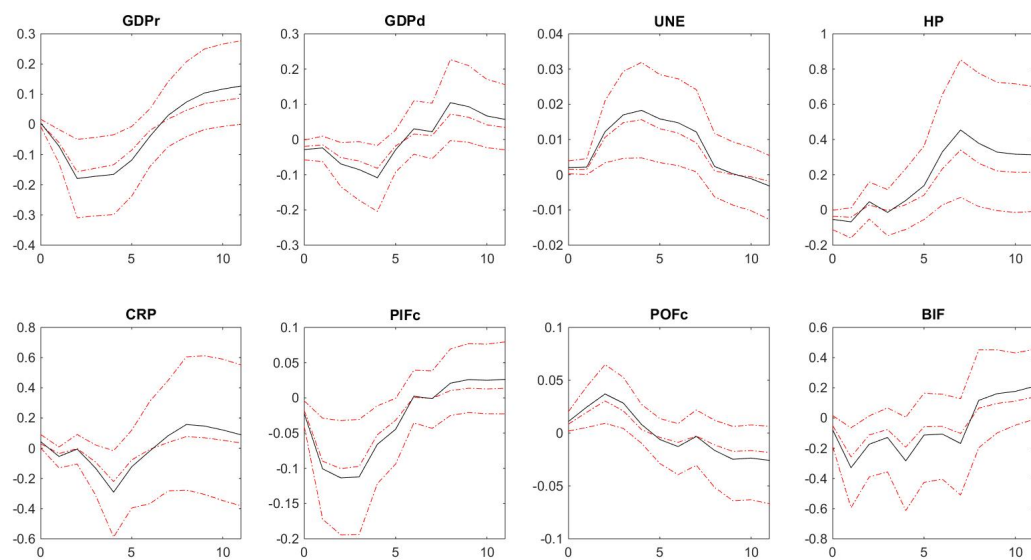 GDPr GDPd UNE HP
0.3 0.3 0.04 1
0.2 0.2 0.03 0.8
0.1 0.1 0.02 0.6
0 0 0.01 0.4
-0.1 -0.1 0 0.2
-0.2 -0.2 -0.01 0
-0.3 -0.3 -0.02 -0.2
-0.4
0 5 10 0 5 10 0 5 10 0 5 10
CRP PIFc POFc BIF
0.8 0.1 0.1 0.6
0.6 0.05 0.05 0.4
0.4 0 0 0.2
0.2 -0.05 -0.05 0
0 -0.1 -0.1 -0.2
-0.2 -0.15 -0.4
-0.4 -0.2 -0.6
-0.6 -0.8
0 5 10 0 5 10 0 5 10 0 5 10